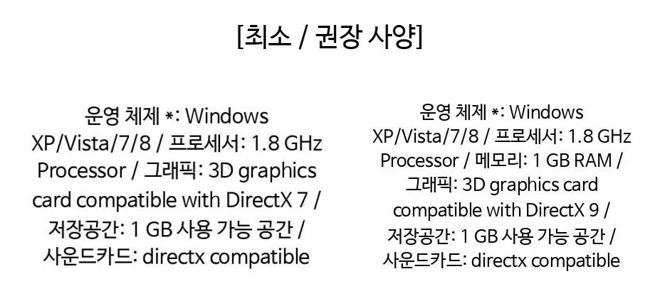 [최소 / 권장 사양]
운영 체제 *: Windows
XP/Vista/7/8 / 프로세서: 1.8 GHz
Processor / 그래픽: 3D graphics
card compatible with DirectX 7 /
저장공간: 1 GB 사용 가능 공간 /
사운드카드: directx compatible
운영 체제 *: Windows
XP/Vista/7/8 / 프로세서: 1.8 GHz
Processor / 메모리: 1 GB RAM /
그래픽: 3D graphics card
compatible with DirectX 9 /
저장공간: 1 GB 사용 가능 공간 /
사운드카드: directx compatible